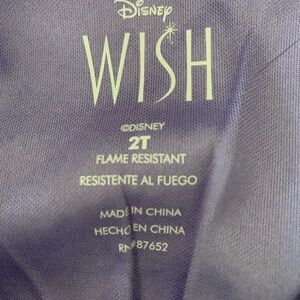 Disney
WISH
©DISNEY
2T
FLAME RESISTANT
RESISTENTE AL FUEGO
MADE IN CHINA
HECHO EN CHINA
RN# 87652